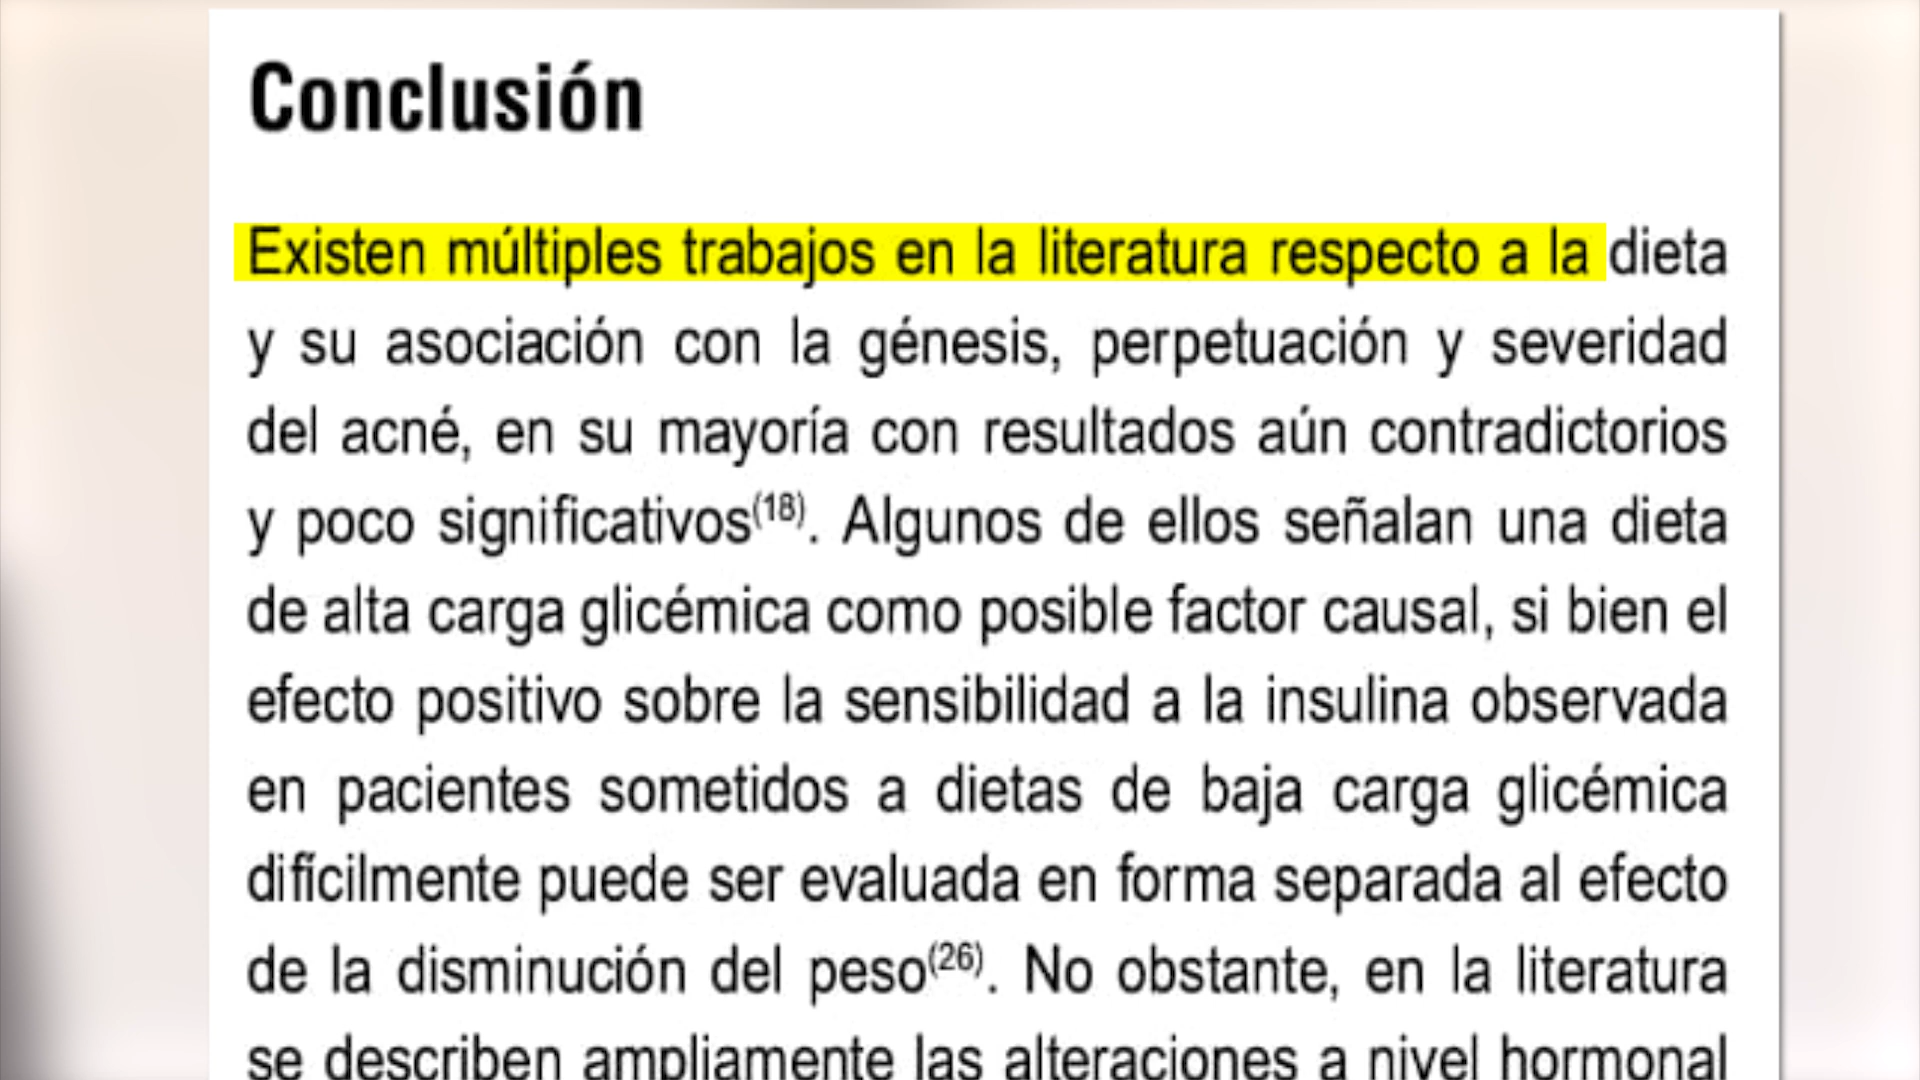 Conclusión
Existen múltiples trabajos en la literatura respecto a la dieta
y su asociación con la génesis, perpetuación y severidad
del acné, en su mayoría con resultados aún contradictorios
y poco significativos(18). Algunos de ellos señalan una dieta
de alta carga glicémica como posible factor causal, si bien el
efecto positivo sobre la sensibilidad a la insulina observada
en pacientes sometidos a dietas de baja carga glicémica
difícilmente puede ser evaluada en forma separada al efecto
de la disminución del peso(26). No obstante, en la literatura
se describen ampliamente las alteraciones a nivel hormonal